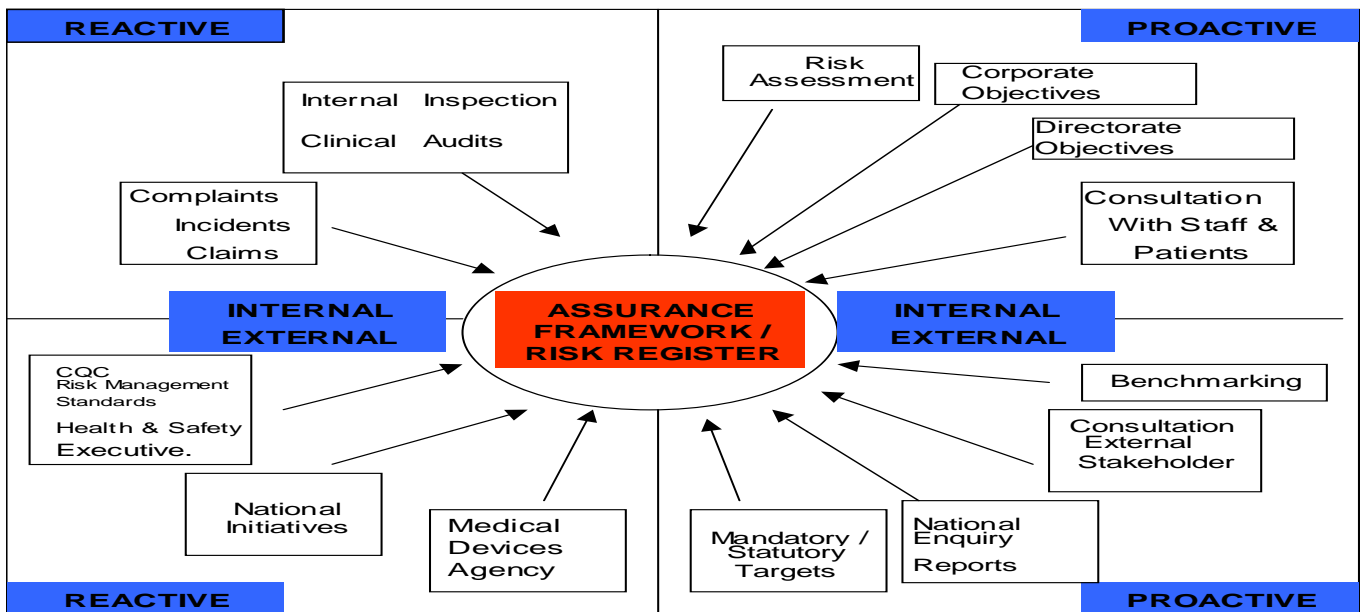 REACTIVE
PROACTIVE
Internal Inspection
Clinical Audits
Risk
Assessment
Corporate
Objectives
Directorate
Objectives
Complaints
Incidents
Claims
Consultation
With Staff &
Patients
INTERNAL
EXTERNAL
ASSURANCE
FRAMEWORK /
RISK REGISTER
INTERNAL
EXTERNAL
CQC
Risk Management
Standards
Health & Safety
Executive.
Benchmarking
Consultation
External
Stakeholder
National
Initiatives
Medical
Devices
Agency
Mandatory /
Statutory
Targets
National
Enquiry
Reports
REACTIVE
PROACTIVE